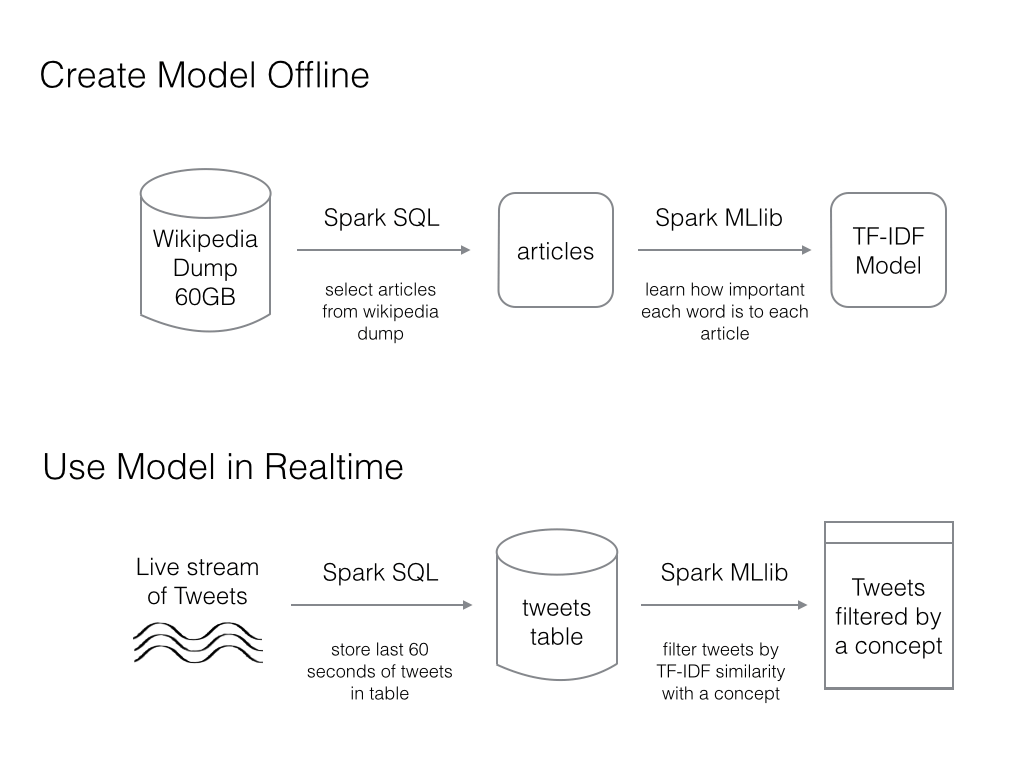 Create Model Offline
Wikipedia
Dump
60GB
Spark SQL
select articles
from wikipedia
dump
articles
Spark MLlib
learn how important
each word is to each
article
TF-IDF
Model
Use Model in Realtime
Live stream
of Tweets
Spark SQL
store last 60
seconds of tweets
in table
tweets
table
Spark MLlib
filter tweets by
TF-IDF similarity
with a concept
Tweets
filtered by
a concept